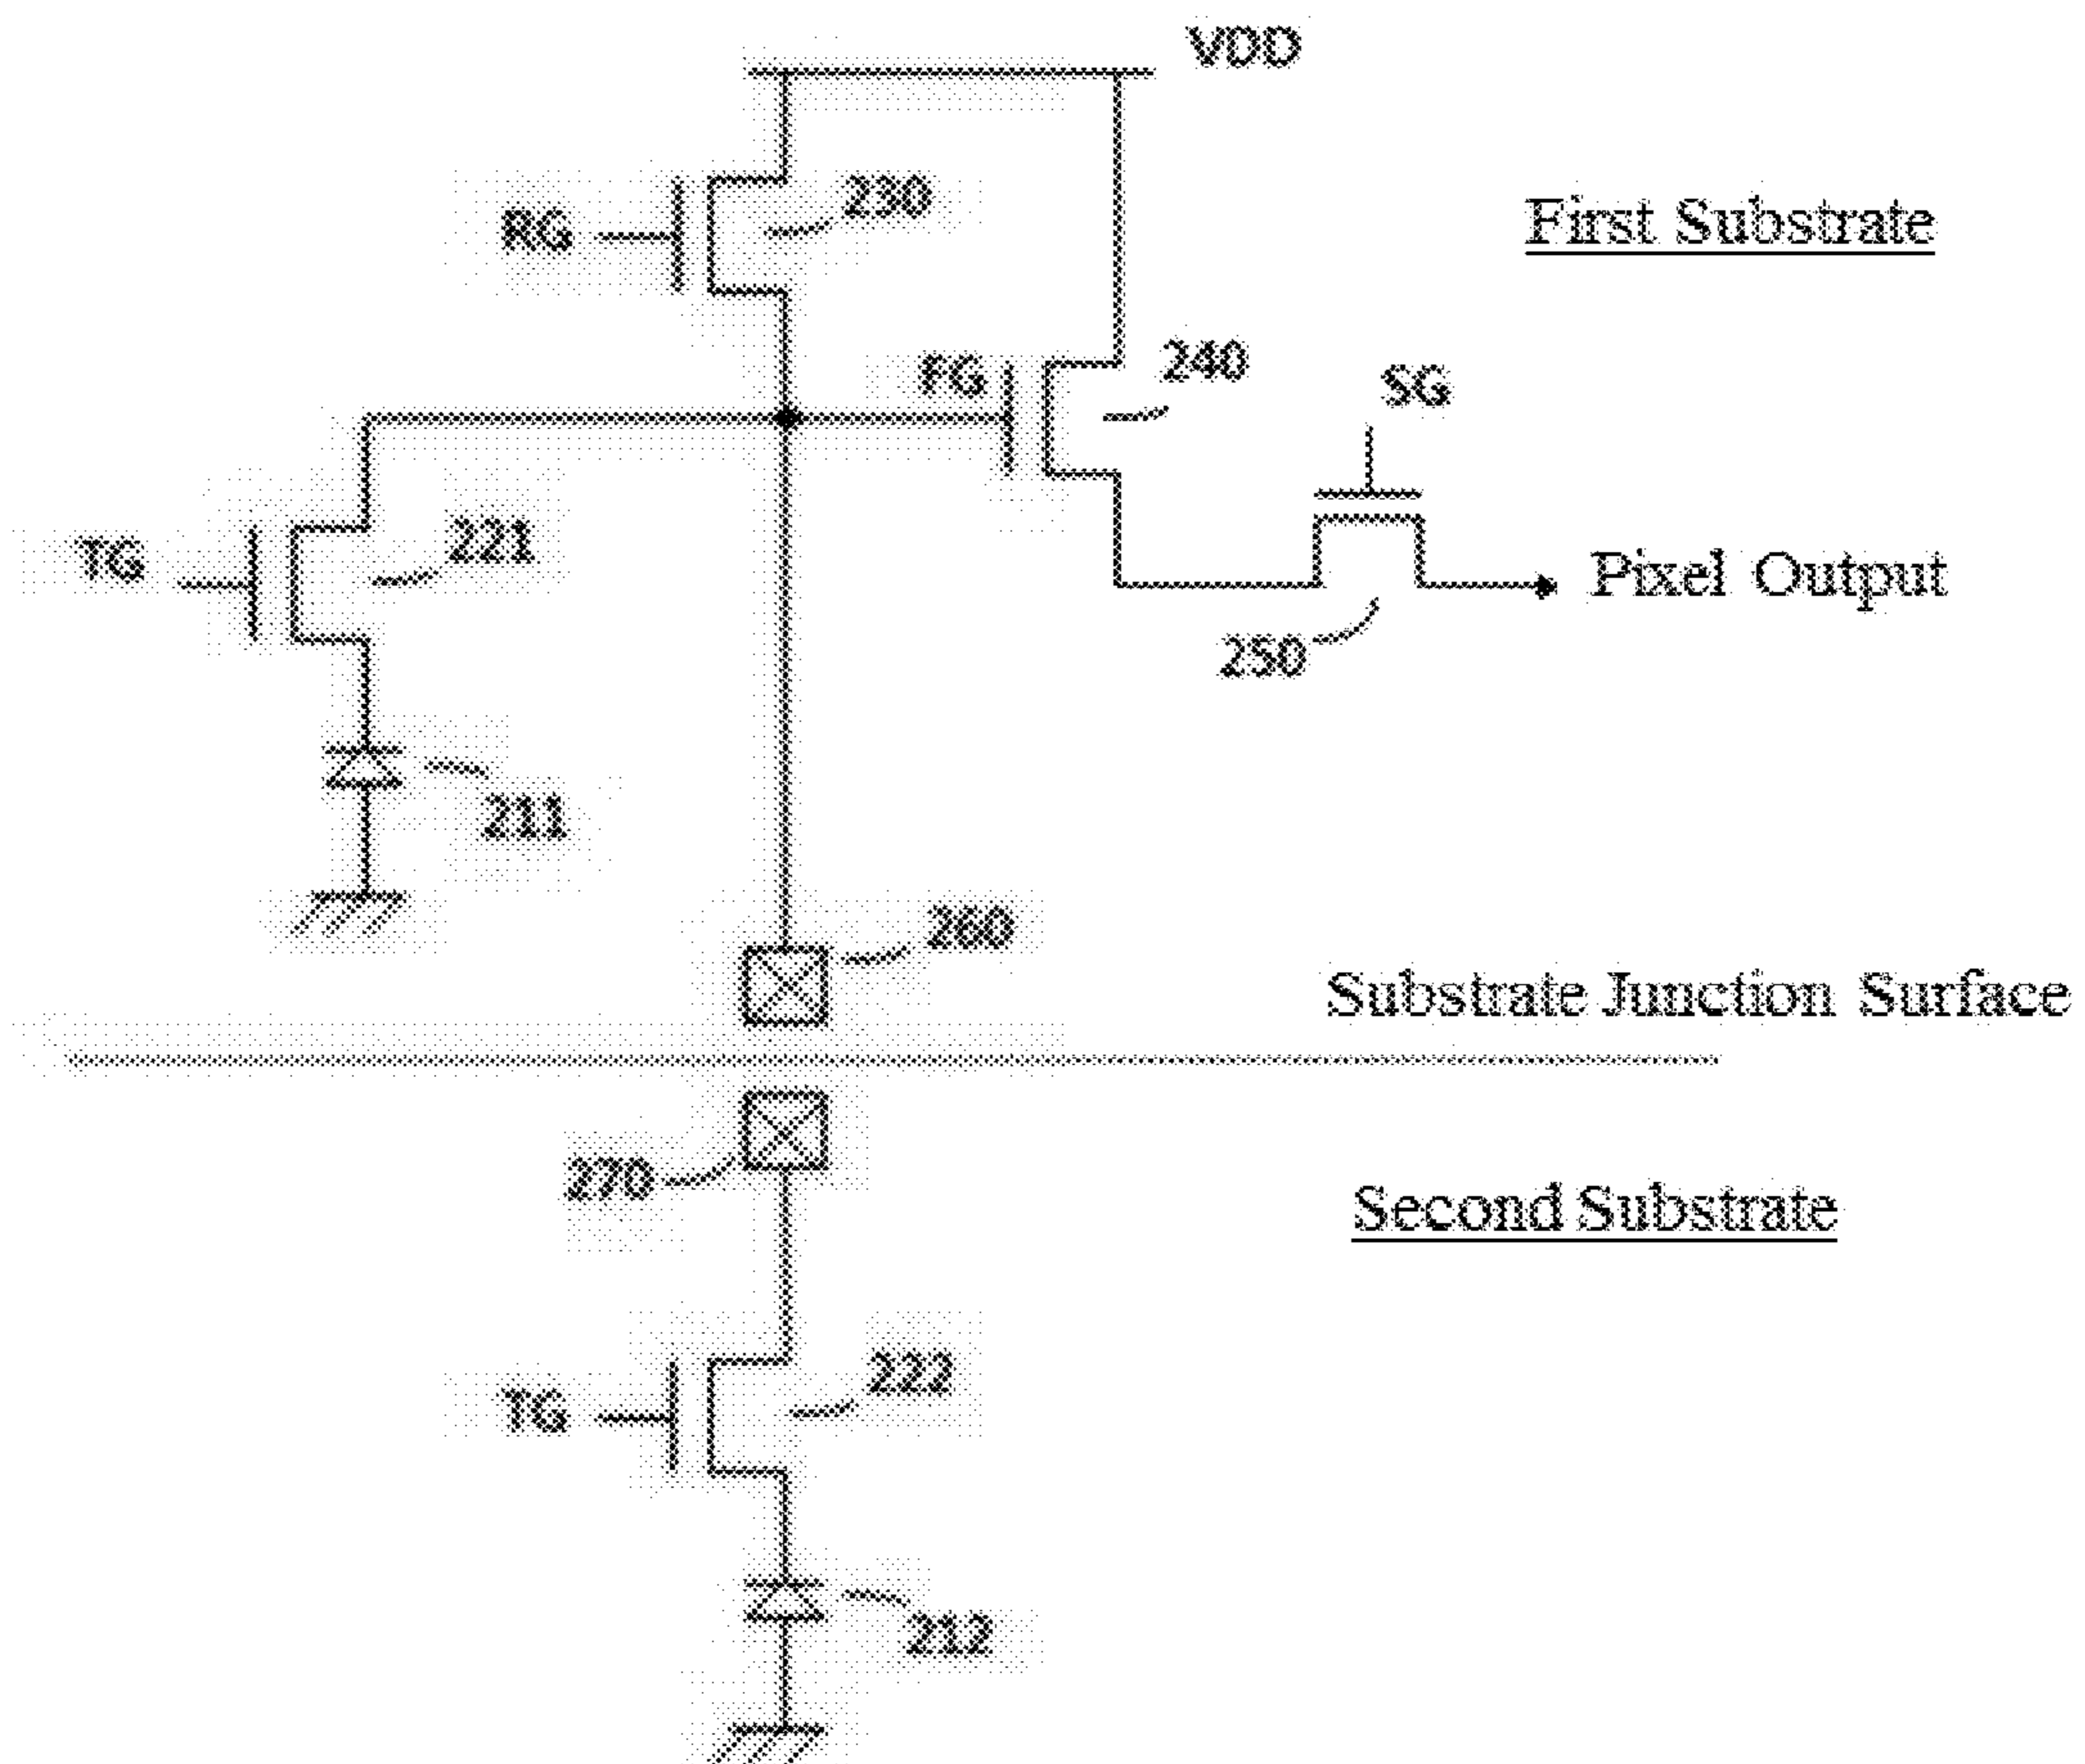 VDD
230
RG
First Substrate
240
FG
SG
221
TG
Pixel Output
250
211
260
Substrate Junction Surface
270
Second Substrate
222
TG
212